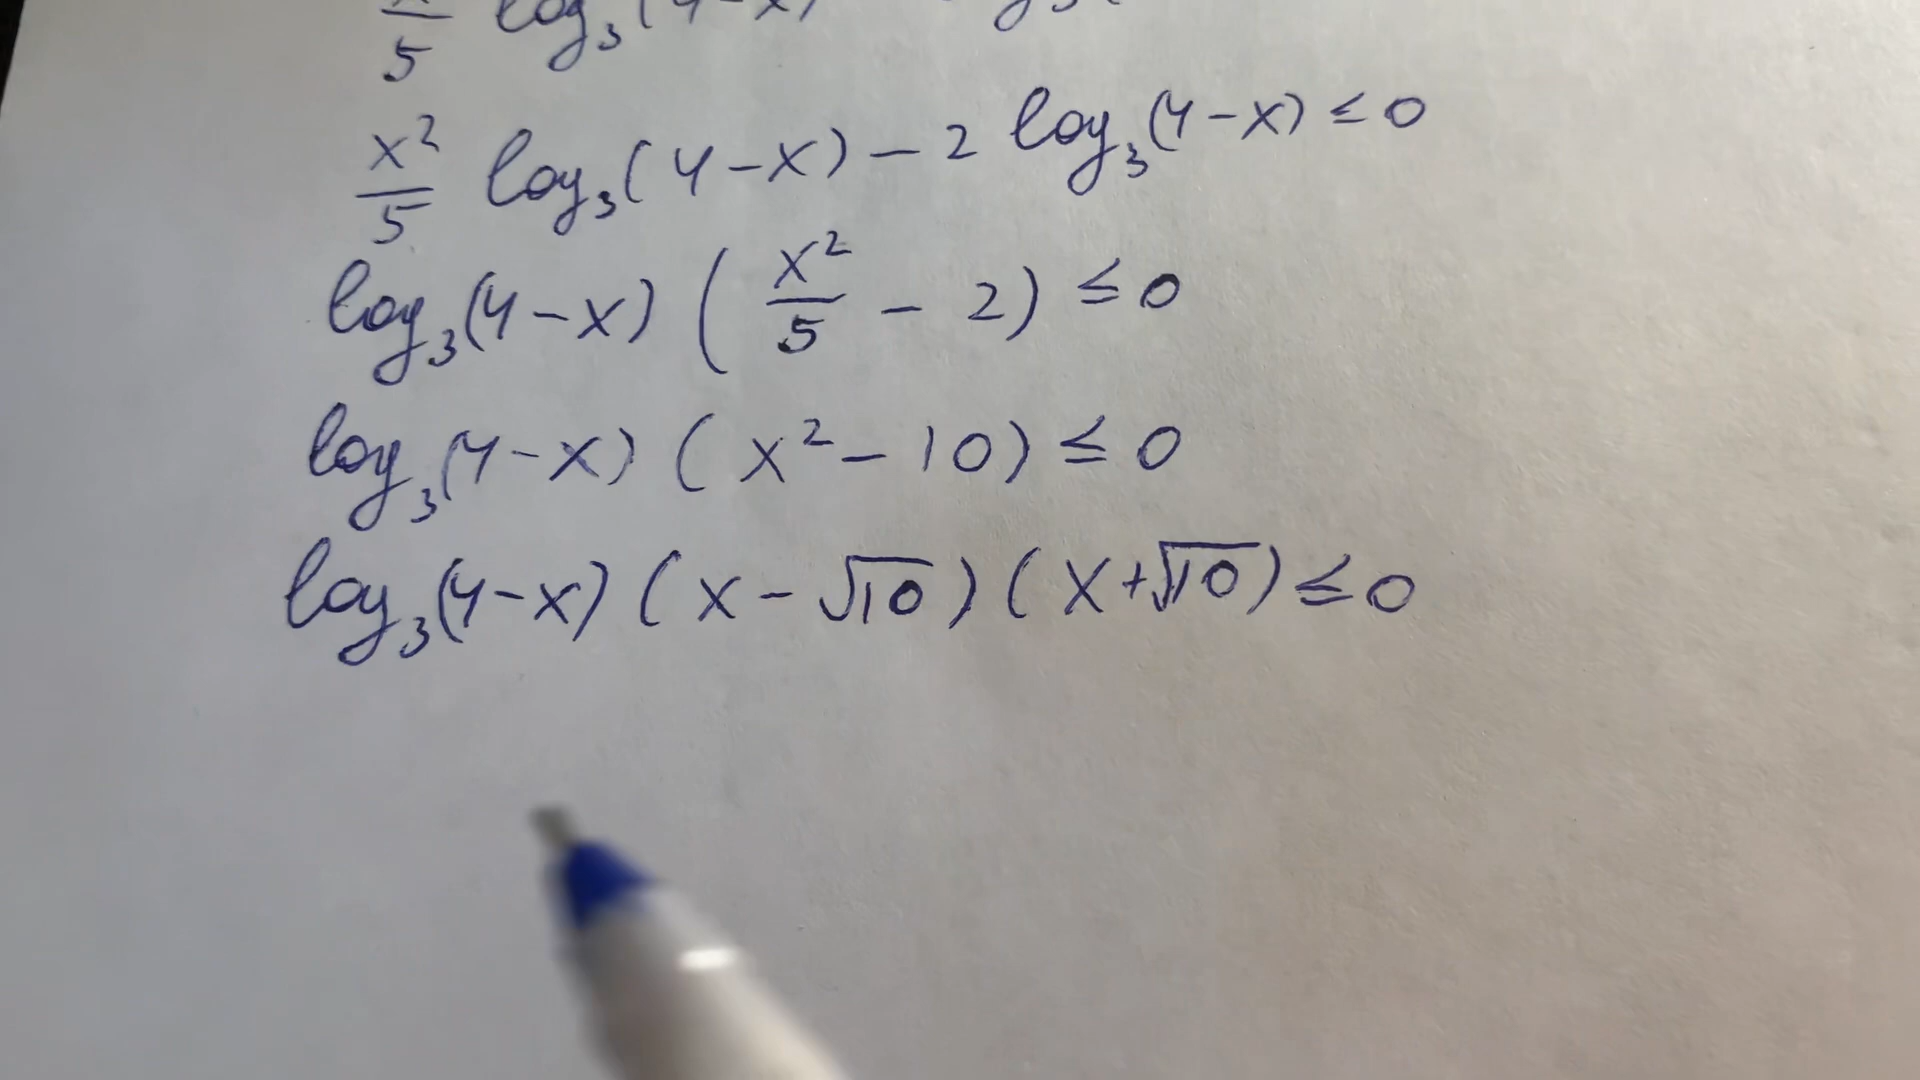 x²/5 log₃(4-x) - 2 log₃(4-x) ≤ 0
log₃(4-x) (x²/5 - 2) ≤ 0
log₃(4-x) (x² - 10) ≤ 0
log₃(4-x) (x - √10) (x + √10) ≤ 0